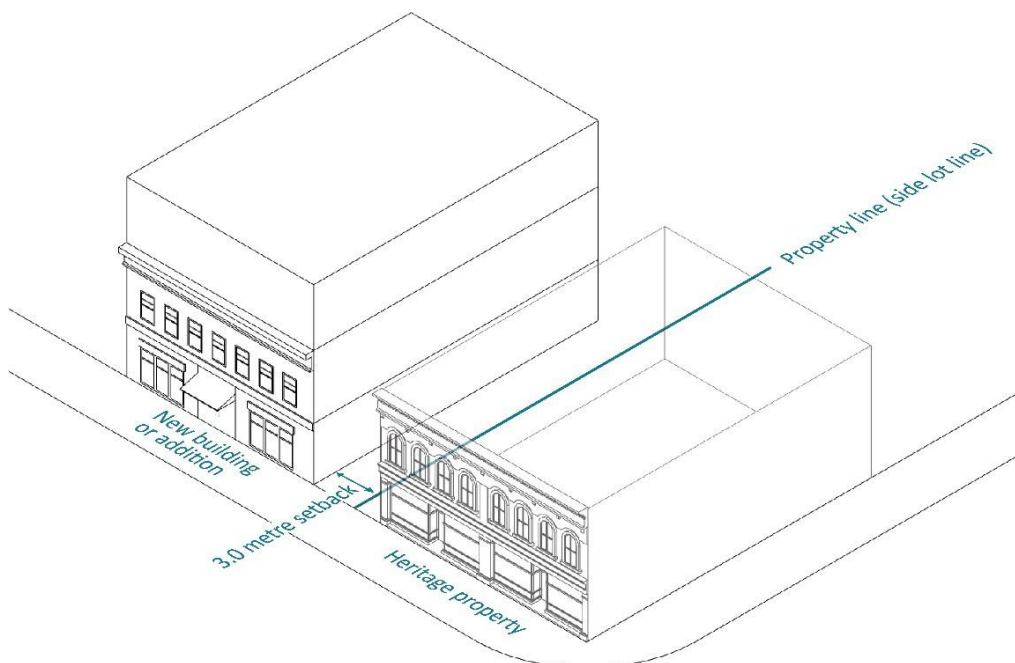 Property line (side lot line)
New building
or addition
3.0 metre setback
Heritage property